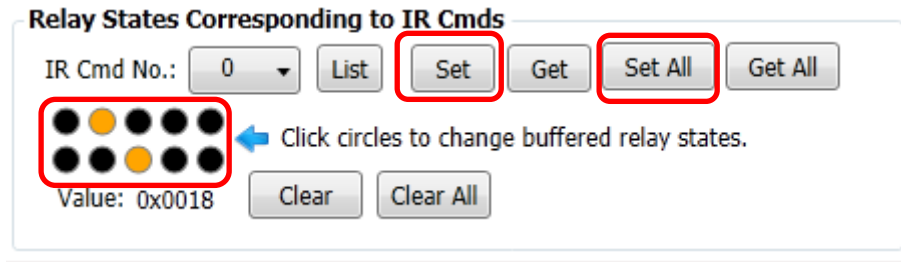 Relay States Corresponding to IR Cmds
IR Cmd No.: 0 List Set Get Set All Get All
Click circles to change buffered relay states.
Value: 0x0018 Clear Clear All